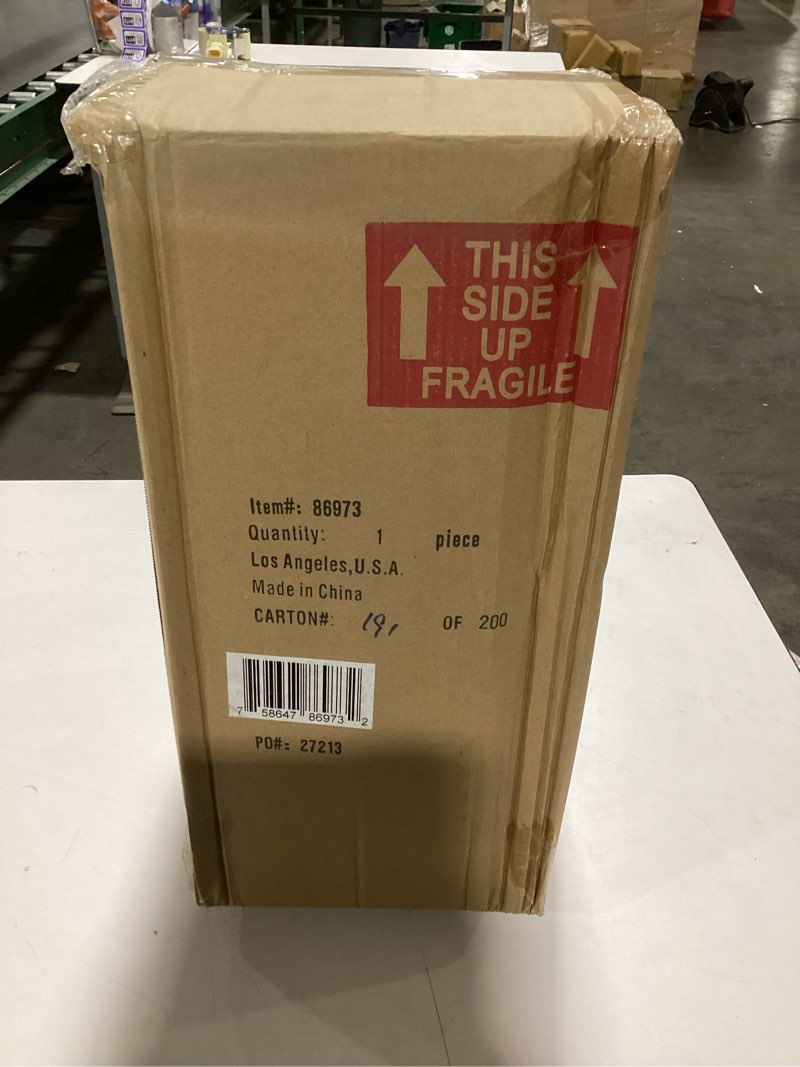 THIS
SIDE
UP
FRAGILE
Item#: 86973
Quantity: 1 piece
Los Angeles,U.S.A.
Made in China
CARTON#: 191 OF 200
7 58647 86973 2
PO#: 27213